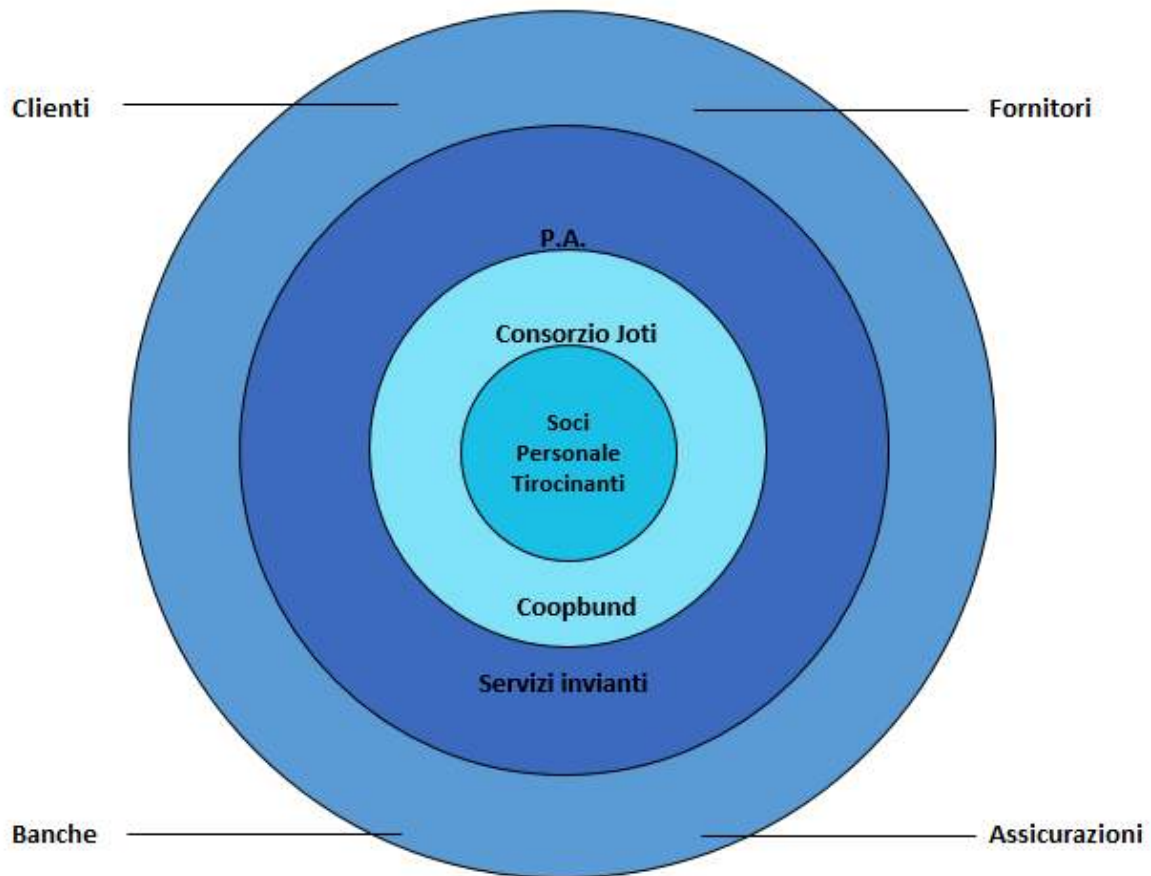 Clienti
Fornitori
P.A.
Consorzio Joti
Soci
Personale
Tirocinanti
Coopbund
Servizi invianti
Banche
Assicurazioni